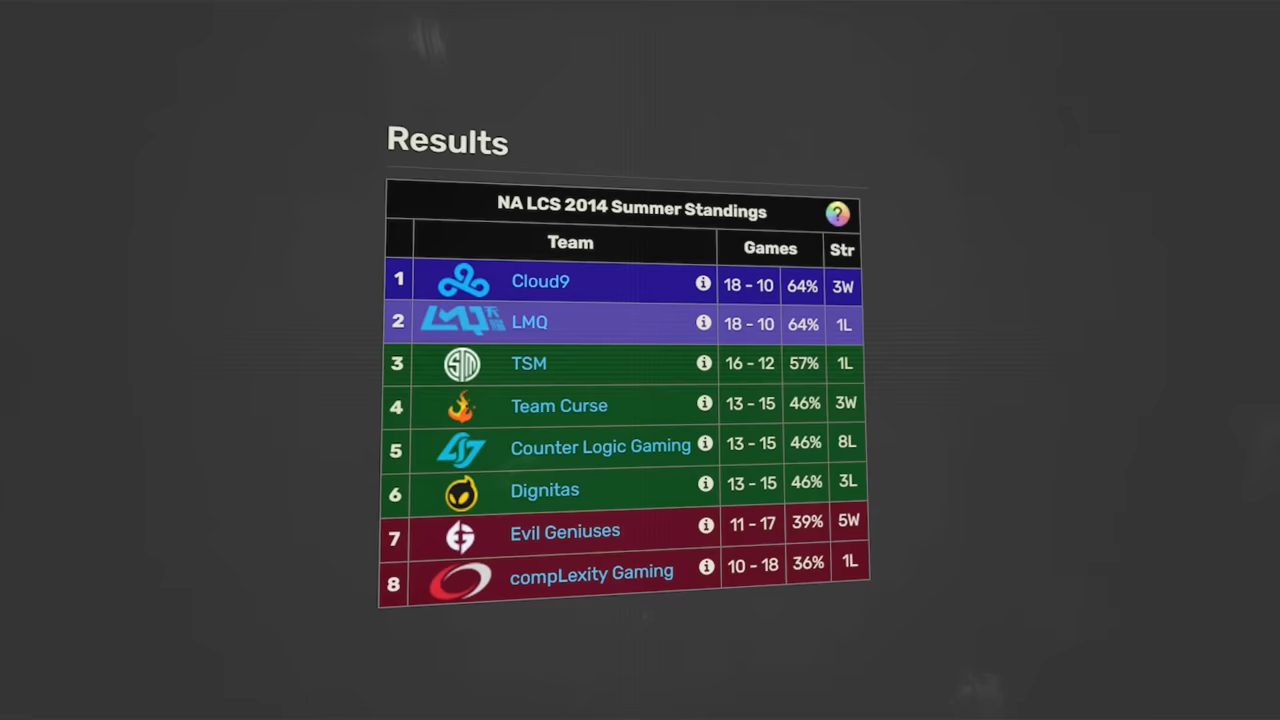 Results
NA LCS 2014 Summer Standings ?
Team Games Str
1 Cloud9 i 18 - 10 64% 3W
2 LMQ LMQ i 18 - 10 64% 1L
3 TSM TSM i 16 - 12 57% 1L
4 Team Curse i 13 - 15 46% 3W
5 Counter Logic Gaming i 13 - 15 46% 8L
6 Dignitas i 13 - 15 46% 3L
7 Evil Geniuses i 11 - 17 39% 5W
8 compLexity Gaming i 10 - 18 36% 1L